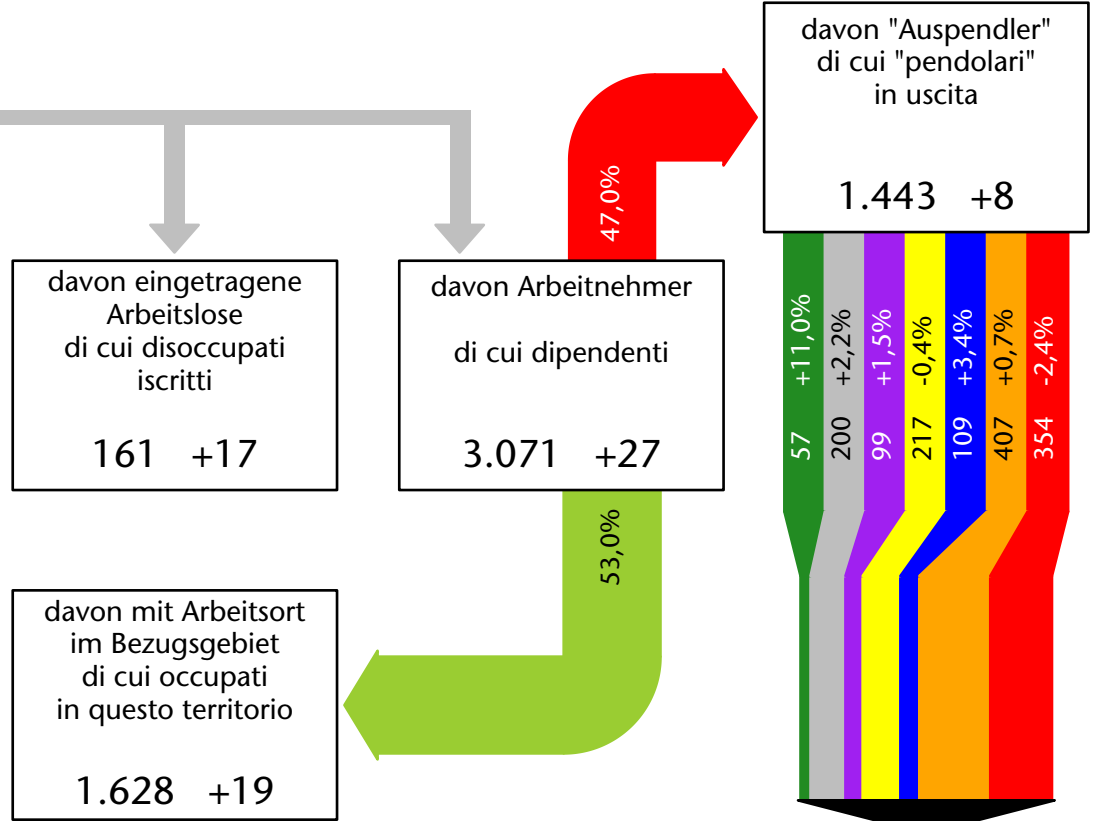 davon "Auspendler"
di cui "pendolari"
in uscita
1.443 +8
47,0%
davon eingetragene
Arbeitslose
di cui disoccupati
iscritti
161 +17
davon Arbeitnehmer
di cui dipendenti
3.071 +27
57 +11,0%
200 +2,2%
99 +1,5%
217 -0,4%
109 +3,4%
407 +0,7%
354 -2,4%
53,0%
davon mit Arbeitsort
im Bezugsgebiet
di cui occupati
in questo territorio
1.628 +19